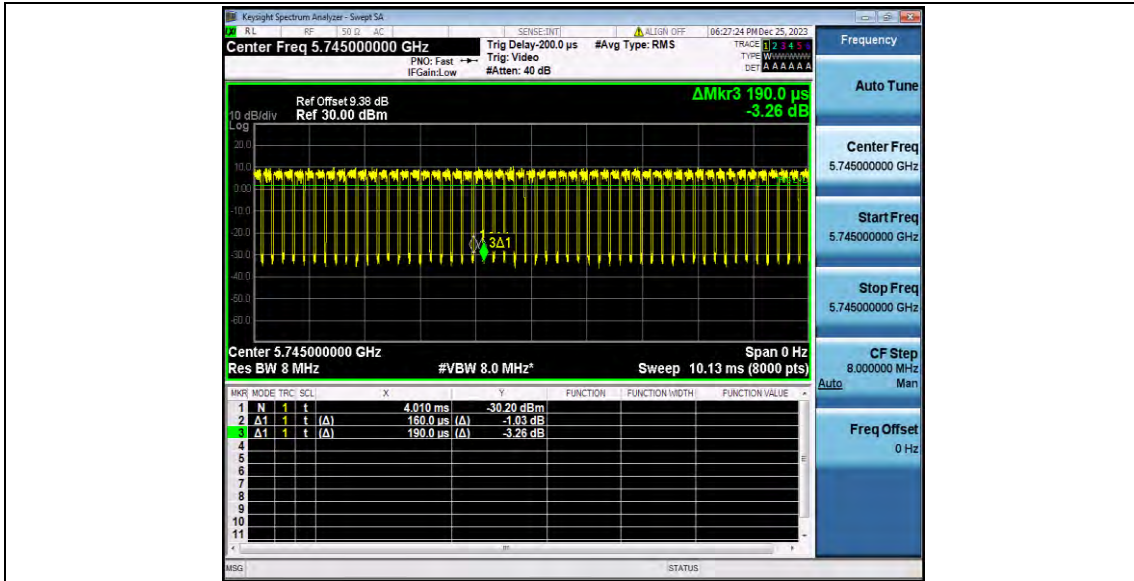 Keysight Spectrum Analyzer - Swept SA
RL RF 50 Ω AC SENSE:INT ALIGN OFF 06:27:24 PM Dec 25, 2023
Center Freq 5.745000000 GHz
PNO: Fast
IFGain:Low
Trig Delay-200.0 µs
Trig: Video
#Atten: 40 dB
#Avg Type: RMS
TRACE 1 2 3 4 5 6
TYPE W
DET A A A A A A
Frequency
Auto Tune
Center Freq
5.745000000 GHz
Start Freq
5.745000000 GHz
Stop Freq
5.745000000 GHz
CF Step
8.000000 MHz
Auto Man
Freq Offset
0 Hz
ΔMkr3 190.0 µs
-3.26 dB
10 dB/div
Log
Ref Offset 9.38 dB
Ref 30.00 dBm
20.0
10.0
0.00
-10.0
-20.0
-30.0
-40.0
-50.0
-60.0
3Δ1
Center 5.745000000 GHz Span 0 Hz
Res BW 8 MHz #VBW 8.0 MHz* Sweep 10.13 ms (8000 pts)
MKR MODE TRC SCL X Y FUNCTION FUNCTION WIDTH FUNCTION VALUE
1 N 1 t 4.010 ms -30.20 dBm
2 Δ1 1 t (Δ) 160.0 µs (Δ) -1.03 dB
3 Δ1 1 t (Δ) 190.0 µs (Δ) -3.26 dB
4
5
6
7
8
9
10
11
MSG STATUS